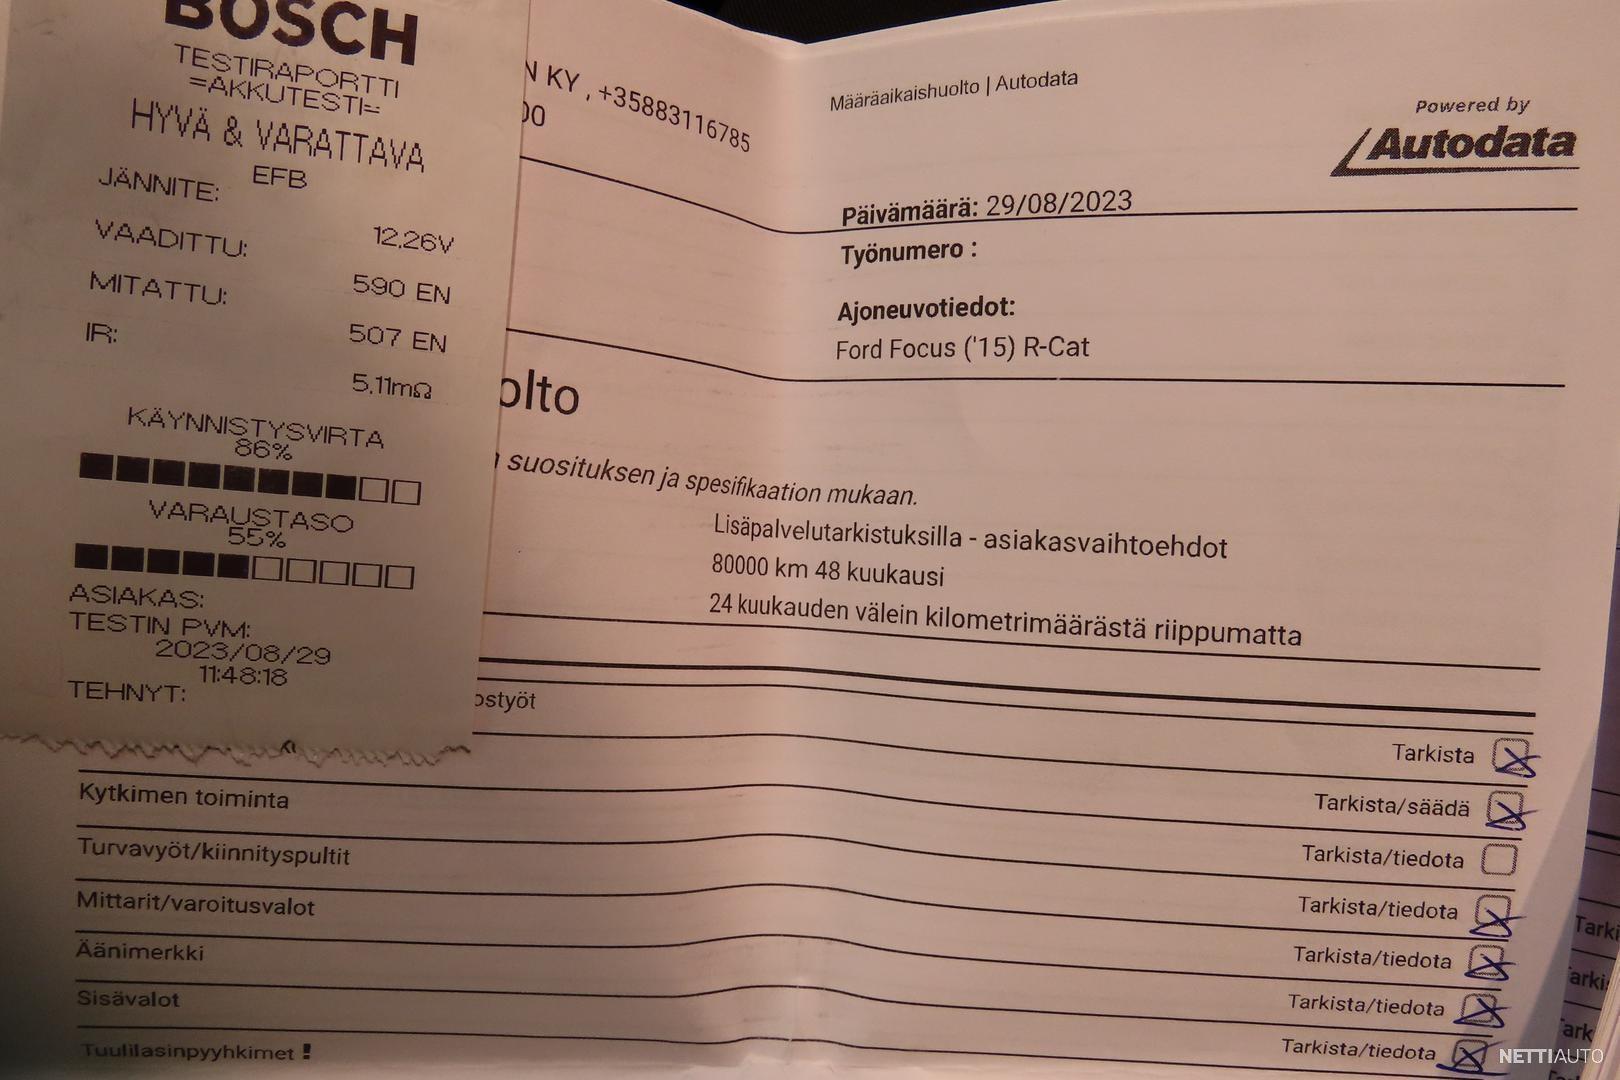 BOSCH
TESTIRAPORTTI
=AKKUTESTI=
HYVÄ & VARATTAVA
EFB
JÄNNITE:
12.26V
VAADITTU:
590 EN
MITATTU:
507 EN
IR:
5.11mΩ
KÄYNNISTYSVIRTA
86%
VARAUSTASO
55%
ASIAKAS:
TESTIN PVM:
2023/08/29
11:48:18
TEHNYT:
N KY , +35883116785
00
Määräaikaishuolto | Autodata
Powered by
Autodata
Päivämäärä: 29/08/2023
Työnumero :
Ajoneuvotiedot:
Ford Focus ('15) R-Cat
olto
suosituksen ja spesifikaation mukaan.
Lisäpalvelutarkistuksilla - asiakasvaihtoehdot
80000 km 48 kuukausi
24 kuukauden välein kilometrimäärästä riippumatta
ostyöt
Tarkista
Kytkimen toiminta Tarkista/säädä
Turvavyöt/kiinnityspultit Tarkista/tiedota
Mittarit/varoitusvalot Tarkista/tiedota
Äänimerkki Tarkista/tiedota
Sisävalot Tarkista/tiedota
Tuulilasinpyyhkimet ! Tarkista/tiedota
NETTIAUTO